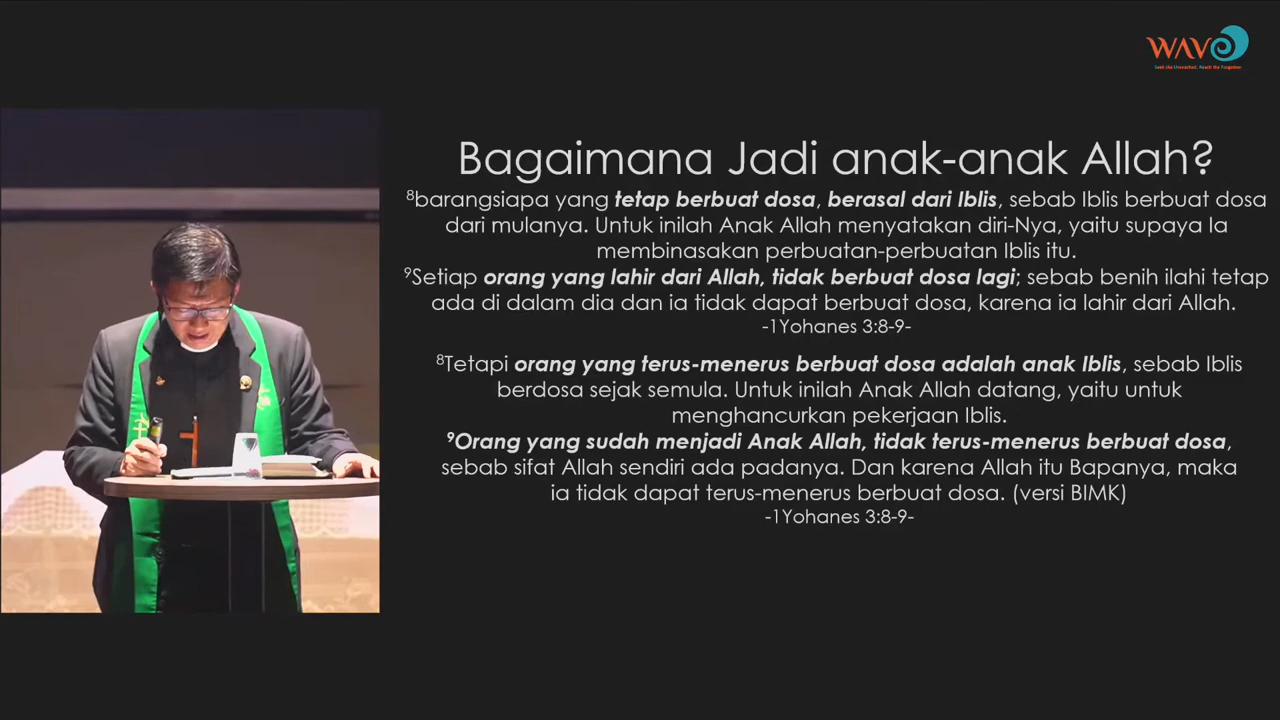 WAVE
Seek the Unreached, Reach the Forgotten
Bagaimana Jadi anak-anak Allah?
⁸barangsiapa yang tetap berbuat dosa, berasal dari Iblis, sebab Iblis berbuat dosa
dari mulanya. Untuk inilah Anak Allah menyatakan diri-Nya, yaitu supaya Ia
membinasakan perbuatan-perbuatan Iblis itu.
⁹Setiap orang yang lahir dari Allah, tidak berbuat dosa lagi; sebab benih ilahi tetap
ada di dalam dia dan ia tidak dapat berbuat dosa, karena ia lahir dari Allah.
-1Yohanes 3:8-9-
⁸Tetapi orang yang terus-menerus berbuat dosa adalah anak Iblis, sebab Iblis
berdosa sejak semula. Untuk inilah Anak Allah datang, yaitu untuk
menghancurkan pekerjaan Iblis.
⁹Orang yang sudah menjadi Anak Allah, tidak terus-menerus berbuat dosa,
sebab sifat Allah sendiri ada padanya. Dan karena Allah itu Bapanya, maka
ia tidak dapat terus-menerus berbuat dosa. (versi BIMK)
-1Yohanes 3:8-9-